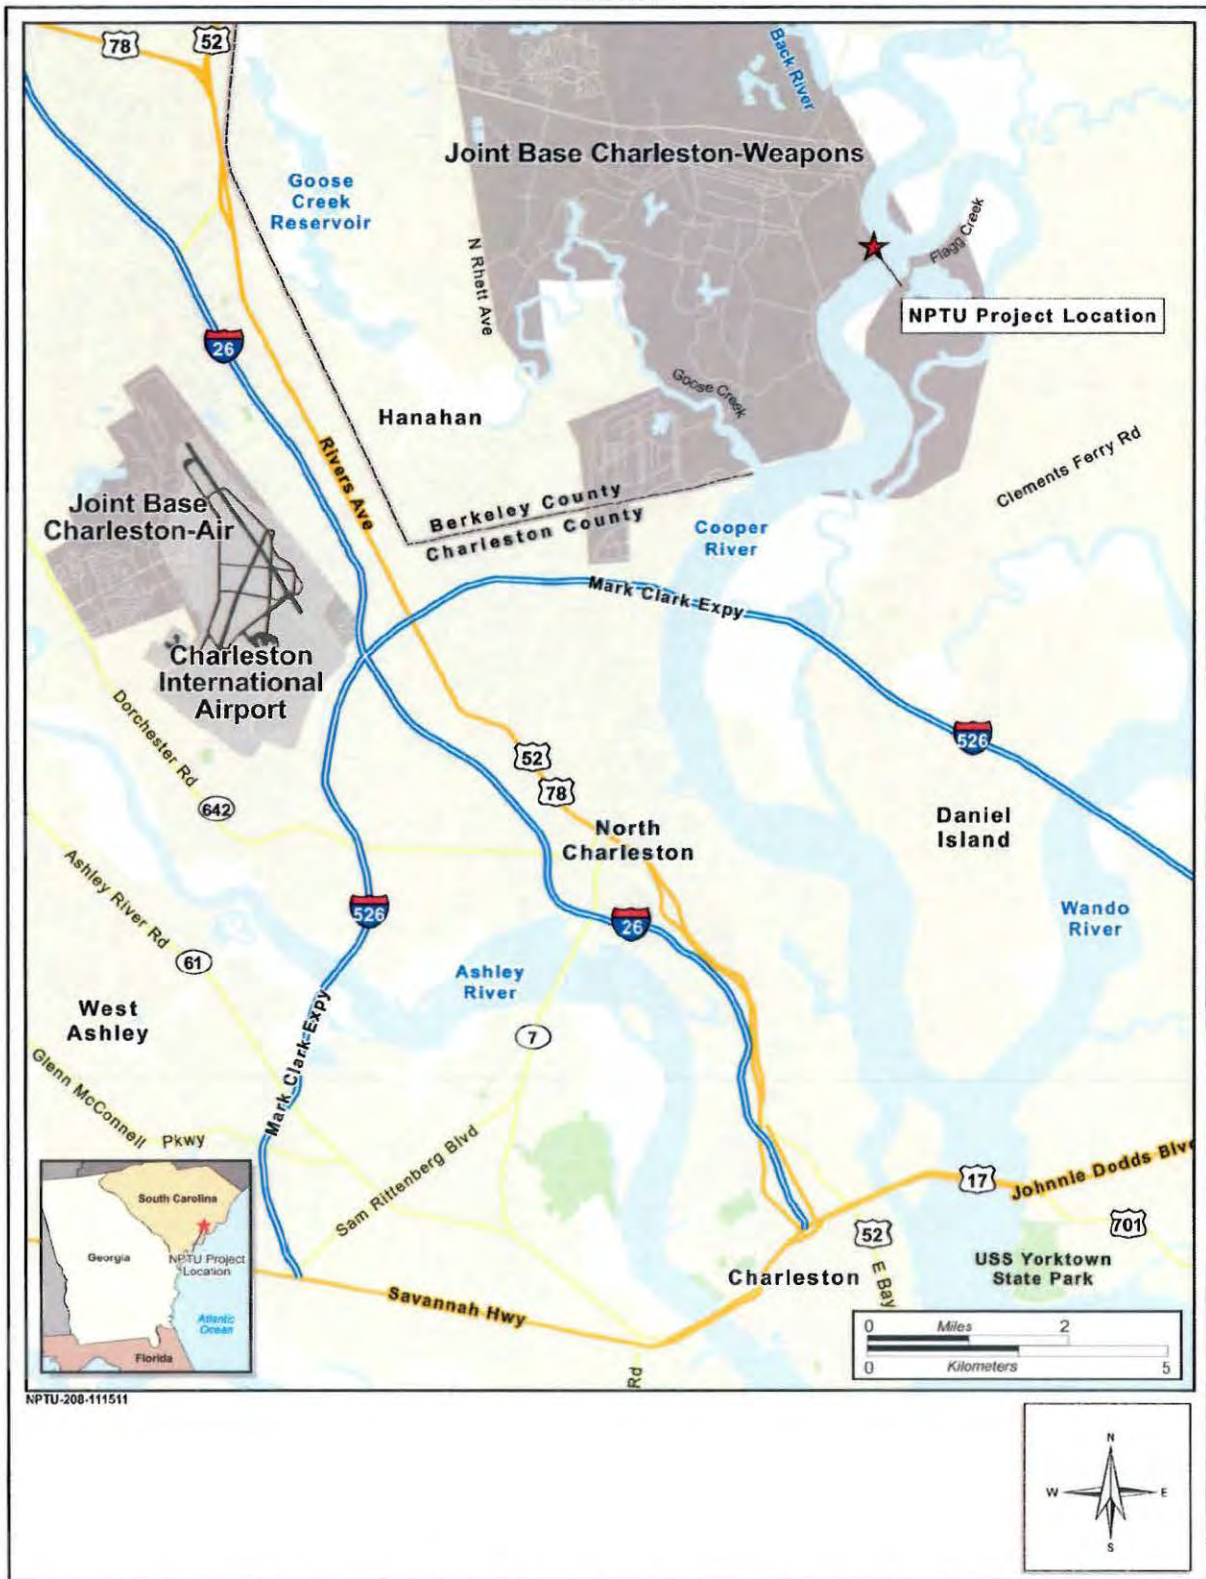 78
52
Back River
Joint Base Charleston-Weapons
Goose
Creek
Reservoir
N Rhett Ave
Flagg Creek
NPTU Project Location
26
Goose Creek
Hanahan
Rivers Ave
Clements Ferry Rd
Joint Base
Charleston-Air
Berkeley County
Charleston County
Cooper
River
Mark Clark Expy
Charleston
International
Airport
Dorchester Rd
526
52
78
642
North
Charleston
Daniel
Island
Ashley River Rd
526
26
Wando
River
61
Ashley
River
West
Ashley
7
Mark Clark Expy
Glenn McConnell Pkwy
Sam Rittenberg Blvd
17
Johnnie Dodds Blvd
701
52
E Bay
USS Yorktown
State Park
Charleston
Savannah Hwy
Rd
South Carolina
Georgia
NPTU Project
Location
Atlantic
Ocean
Florida
0 Miles 2
0 Kilometers 5
NPTU-208-111511
N
W E
S